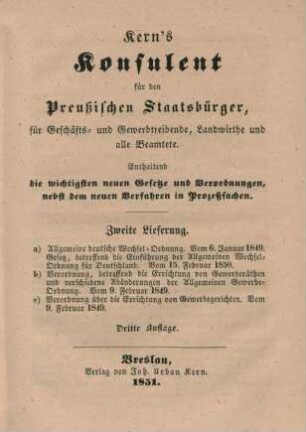 Kern's
Konsulent
für den
Preußischen Staatsbürger,
für Geschäfts- und Gewerbtreibende, Landwirthe und
alle Beamtete.
Enthaltend
die wichtigsten neuen Gesetze und Verordnungen,
nebst dem neuen Verfahren in Prozeßsachen.
Zweite Lieferung.
a) Allgemeine deutsche Wechsel-Ordnung. Vom 6. Januar 1849.
Gesetz, betreffend die Einführung der Allgemeinen Wechsel-
Ordnung für Deutschland. Vom 15. Februar 1850.
b) Verordnung, betreffend die Errichtung von Gewerberäthen
und verschiedene Abänderungen der Allgemeinen Gewerbe-
Ordnung. Vom 9. Februar 1849.
c) Verordnung über die Errichtung von Gewerbegerichten. Vom
9. Februar 1849.
Dritte Auflage.
Breslau,
Verlag von Joh. Urban Kern.
1851.